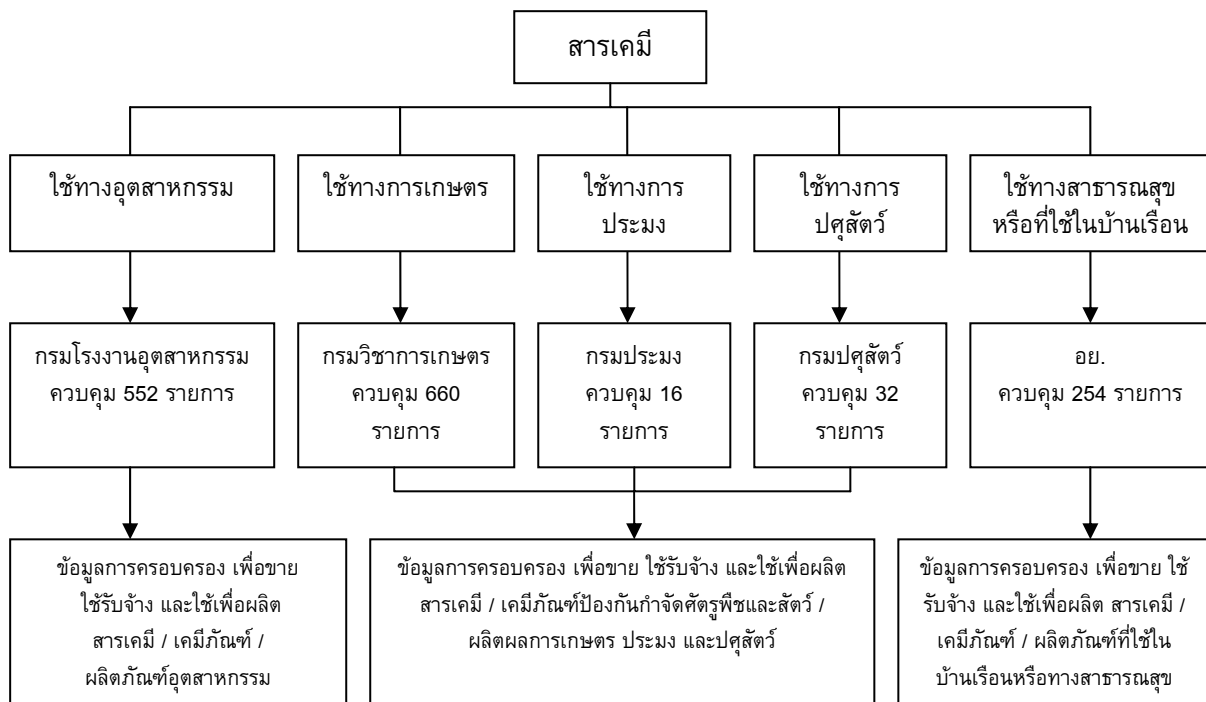 สารเคมี
ใช้ทางอุตสาหกรรม
ใช้ทางการเกษตร
ใช้ทางการ
ประมง
ใช้ทางการ
ปศุสัตว์
ใช้ทางสาธารณสุข
หรือที่ใช้ในบ้านเรือน
กรมโรงงานอุตสาหกรรม
ควบคุม 552 รายการ
กรมวิชาการเกษตร
ควบคุม 660
รายการ
กรมประมง
ควบคุม 16
รายการ
กรมปศุสัตว์
ควบคุม 32
รายการ
อย.
ควบคุม 254 รายการ
ข้อมูลการครอบครอง เพื่อขาย
ใช้รับจ้าง และใช้เพื่อผลิต
สารเคมี / เคมีภัณฑ์ /
ผลิตภัณฑ์อุตสาหกรรม
ข้อมูลการครอบครอง เพื่อขาย ใช้รับจ้าง และใช้เพื่อผลิต
สารเคมี / เคมีภัณฑ์ป้องกันกำจัดศัตรูพืชและสัตว์ /
ผลิตผลการเกษตร ประมง และปศุสัตว์
ข้อมูลการครอบครอง เพื่อขาย ใช้
รับจ้าง และใช้เพื่อผลิต สารเคมี /
เคมีภัณฑ์ / ผลิตภัณฑ์ที่ใช้ใน
บ้านเรือนหรือทางสาธารณสุข